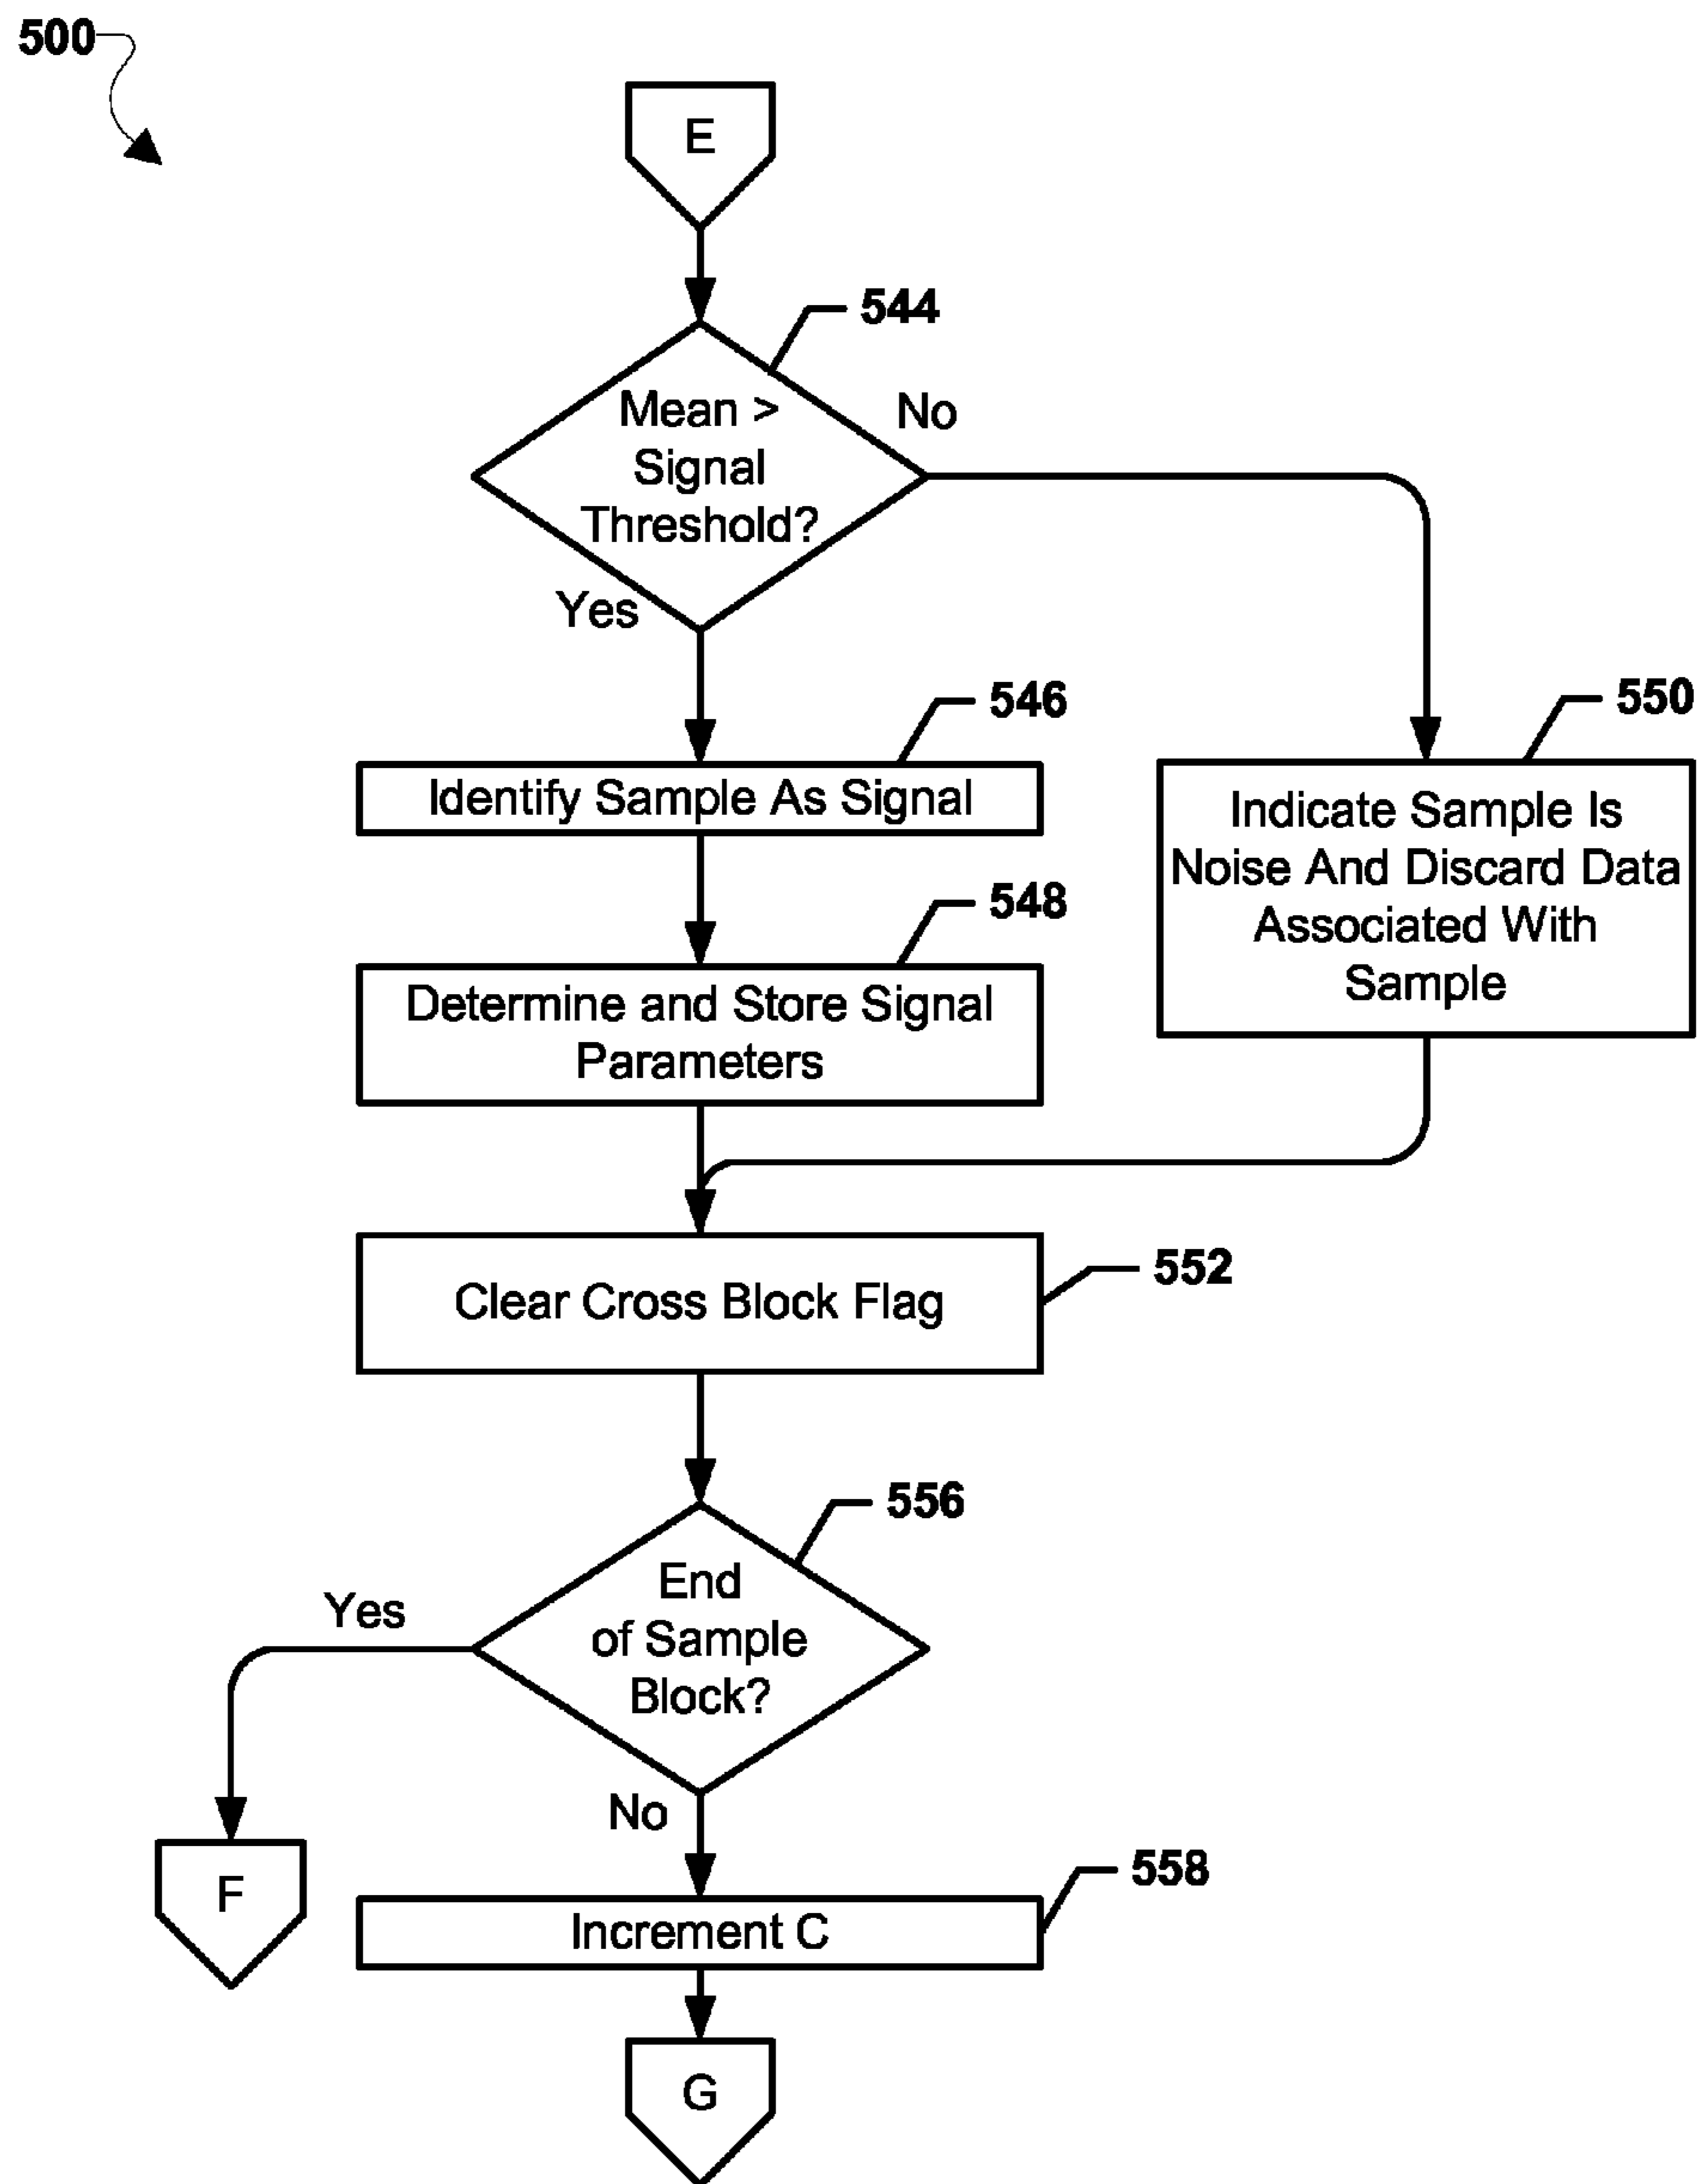 500
E
544
Mean >
Signal
Threshold?
No
Yes
546
Identify Sample As Signal
550
Indicate Sample Is
Noise And Discard Data
Associated With
Sample
548
Determine and Store Signal
Parameters
552
Clear Cross Block Flag
556
End
of Sample
Block?
Yes
No
F
558
Increment C
G